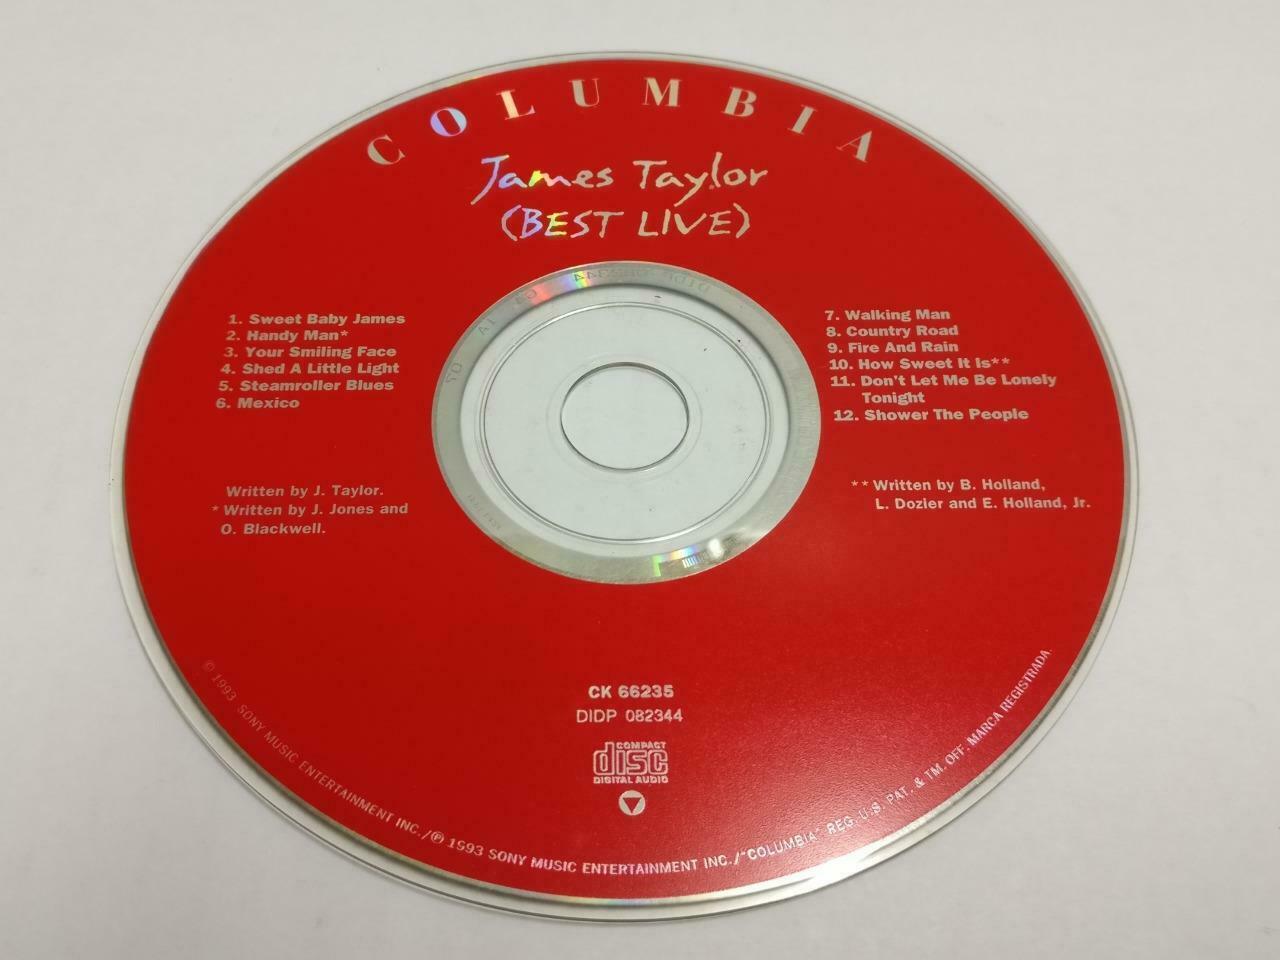 COLUMBIA
James Taylor
(BEST LIVE)
1. Sweet Baby James
2. Handy Man*
3. Your Smiling Face
4. Shed A Little Light
5. Steamroller Blues
6. Mexico
7. Walking Man
8. Country Road
9. Fire And Rain
10. How Sweet It Is**
11. Don't Let Me Be Lonely
Tonight
12. Shower The People
Written by J. Taylor.
* Written by J. Jones and
O. Blackwell.
** Written by B. Holland,
L. Dozier and E. Holland, Jr.
CK 66235
DIDP 082344
COMPACT
disc
DIGITAL AUDIO
© 1993 SONY MUSIC ENTERTAINMENT INC./℗ 1993 SONY MUSIC ENTERTAINMENT INC./"COLUMBIA" REG. U.S. PAT. & TM. OFF. MARCA REGISTRADA.